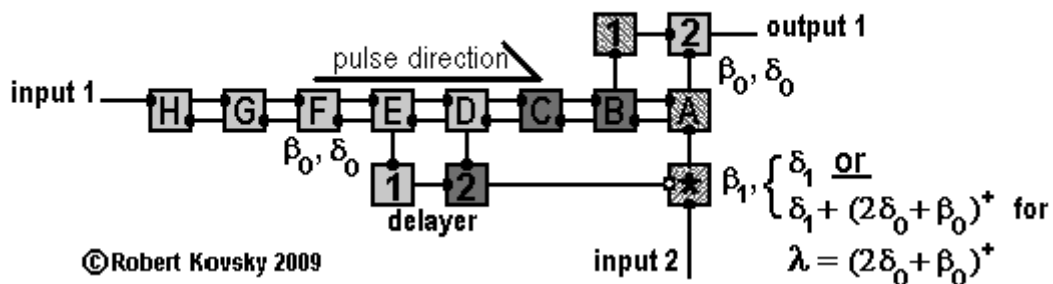 1 2 output 1
pulse direction
β₀, δ₀
input 1 H G F E D C B A
β₀, δ₀
1 2 * β₁, { δ₁ or
delayer δ₁ + (2δ₀ + β₀)⁺ for
©Robert Kovsky 2009 input 2 λ = (2δ₀ + β₀)⁺